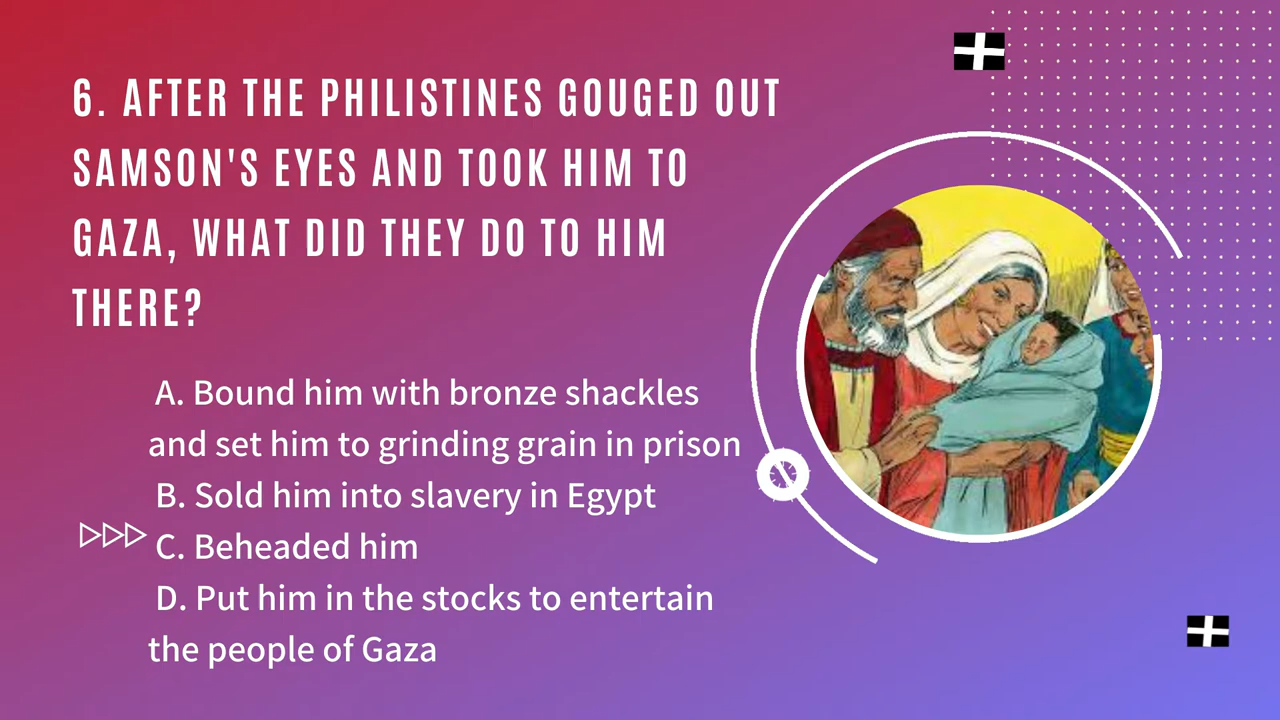 6. AFTER THE PHILISTINES GOUGED OUT
SAMSON'S EYES AND TOOK HIM TO
GAZA, WHAT DID THEY DO TO HIM
THERE?
A. Bound him with bronze shackles
and set him to grinding grain in prison
B. Sold him into slavery in Egypt
C. Beheaded him
D. Put him in the stocks to entertain
the people of Gaza